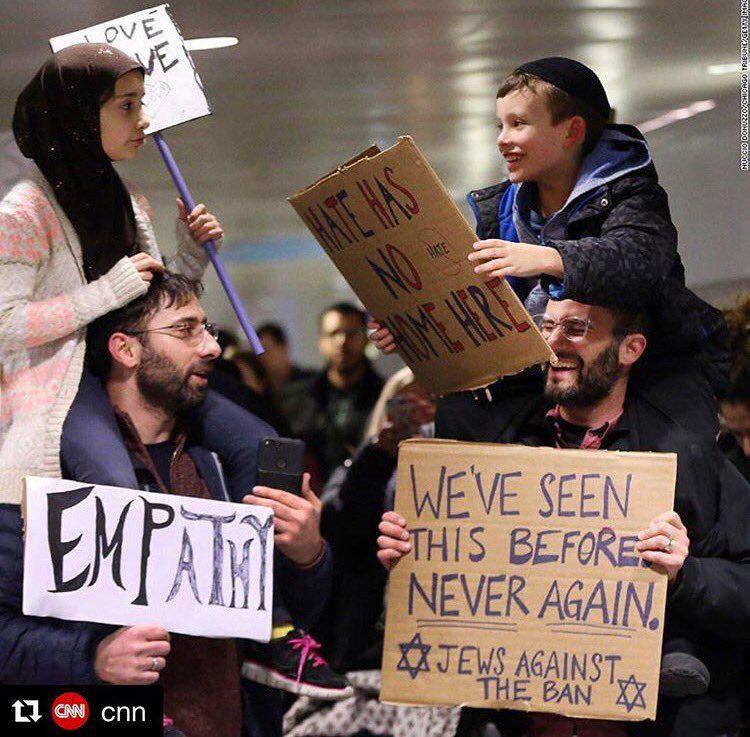 LOVE
HATE HAS
NO HATE
HOME HERE
EMPATHY
WE'VE SEEN
THIS BEFORE
NEVER AGAIN.
JEWS AGAINST
THE BAN
CNN cnn